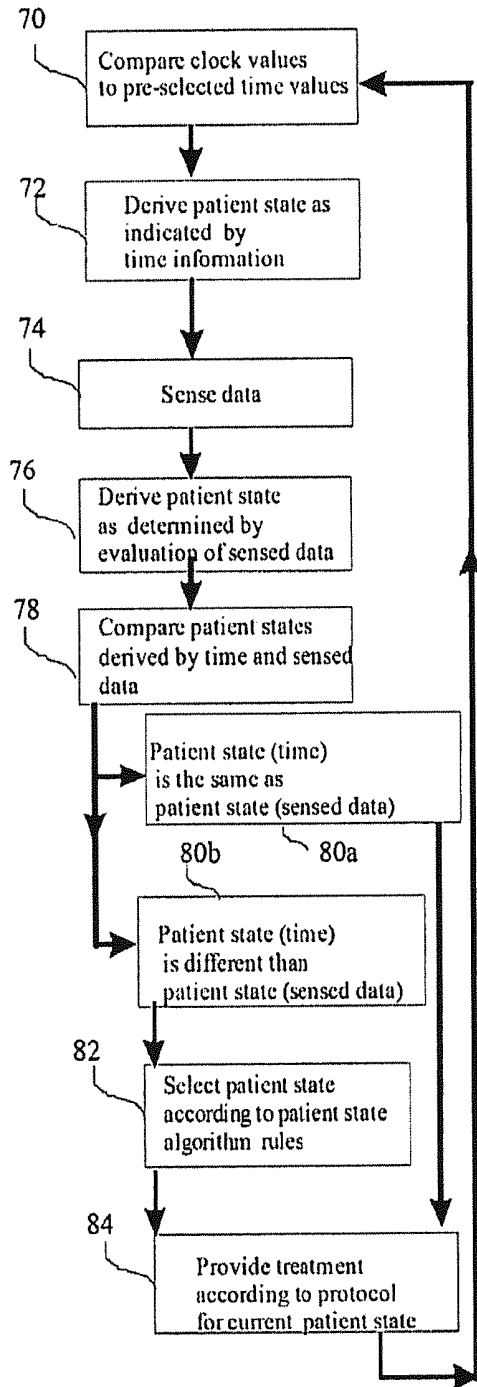 70
Compare clock values
to pre-selected time values
72
Derive patient state as
indicated by
time information
74
Sense data
76
Derive patient state
as determined by
evaluation of sensed data
78
Compare patient states
derived by time and sensed
data
Patient state (time)
is the same as
patient state (sensed data)
80b
80a
Patient state (time)
is different than
patient state (sensed data)
82
Select patient state
according to patient state
algorithm rules
84
Provide treatment
according to protocol
for current patient state